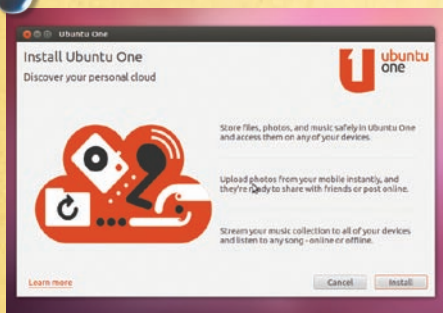 Ubuntu One
Install Ubuntu One
Discover your personal cloud
ubuntu
one
Store files, photos, and music safely in Ubuntu One
and access them on any of your devices.
Upload photos from your mobile instantly, and
they're ready to share with friends or post online.
Stream your music collection to all of your devices
and listen to any song - online or offline.
Learn more
Cancel
Install